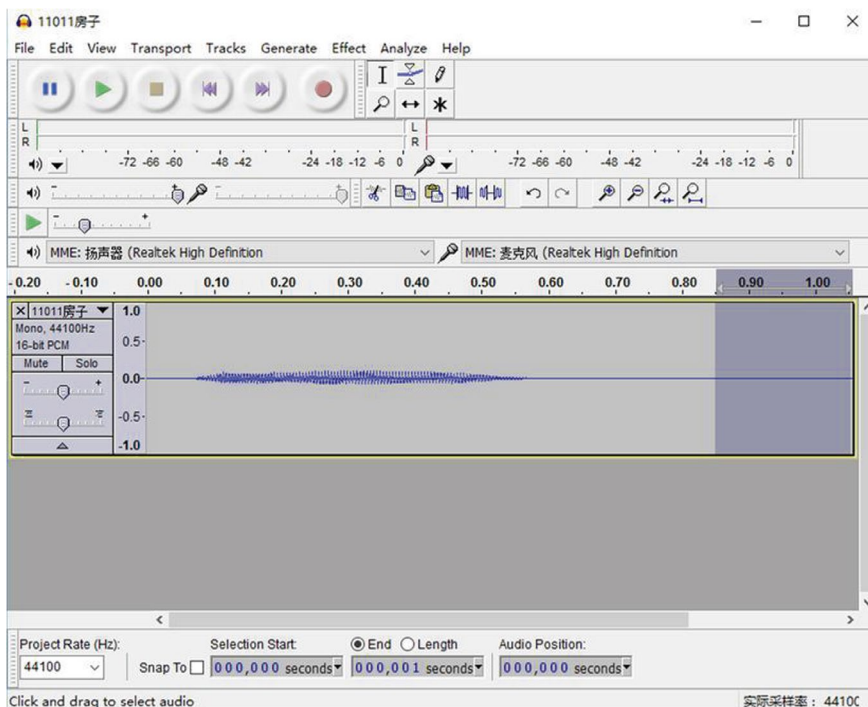 11011房子
File Edit View Transport Tracks Generate Effect Analyze Help
L
R
-72 -66 -60 -48 -42 -24 -18 -12 -6 0
L
R
-72 -66 -60 -48 -42 -24 -18 -12 -6 0
MME: 扬声器 (Realtek High Definition
MME: 麦克风 (Realtek High Definition
-0.20 -0.10 0.00 0.10 0.20 0.30 0.40 0.50 0.60 0.70 0.80 0.90 1.00
11011房子
Mono, 44100Hz
16-bit PCM
Mute Solo
1.0
0.5
0.0
-0.5
-1.0
Project Rate (Hz): Selection Start: End Length Audio Position:
44100 Snap To 000,000 seconds 000,001 seconds 000,000 seconds
Click and drag to select audio
实际采样率： 44100